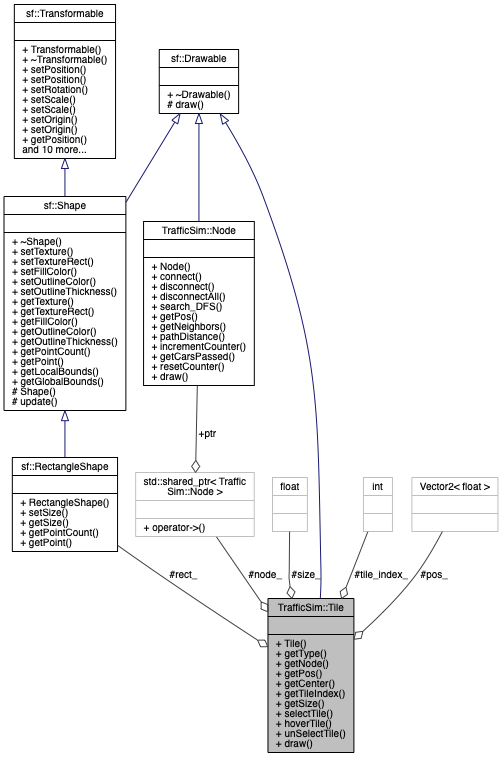 sf::Transformable
+ Transformable()
+ ~Transformable()
+ setPosition()
+ setPosition()
+ setRotation()
+ setScale()
+ setScale()
+ setOrigin()
+ setOrigin()
+ getPosition()
and 10 more...
sf::Drawable
+ ~Drawable()
# draw()
sf::Shape
+ ~Shape()
+ setTexture()
+ setTextureRect()
+ setFillColor()
+ setOutlineColor()
+ setOutlineThickness()
+ getTexture()
+ getTextureRect()
+ getFillColor()
+ getOutlineColor()
+ getOutlineThickness()
+ getPointCount()
+ getPoint()
+ getLocalBounds()
+ getGlobalBounds()
# Shape()
# update()
TrafficSim::Node
+ Node()
+ connect()
+ disconnect()
+ disconnectAll()
+ search_DFS()
+ getPos()
+ getNeighbors()
+ pathDistance()
+ incrementCounter()
+ getCarsPassed()
+ resetCounter()
+ draw()
+ptr
sf::RectangleShape
+ RectangleShape()
+ setSize()
+ getSize()
+ getPointCount()
+ getPoint()
std::shared_ptr< Traffic
Sim::Node >
+ operator->()
float
int
Vector2< float >
#rect_
#node_
#size_
#tile_index_
#pos_
TrafficSim::Tile
+ Tile()
+ getType()
+ getNode()
+ getPos()
+ getCenter()
+ getTileIndex()
+ getSize()
+ selectTile()
+ hoverTile()
+ unSelectTile()
+ draw()